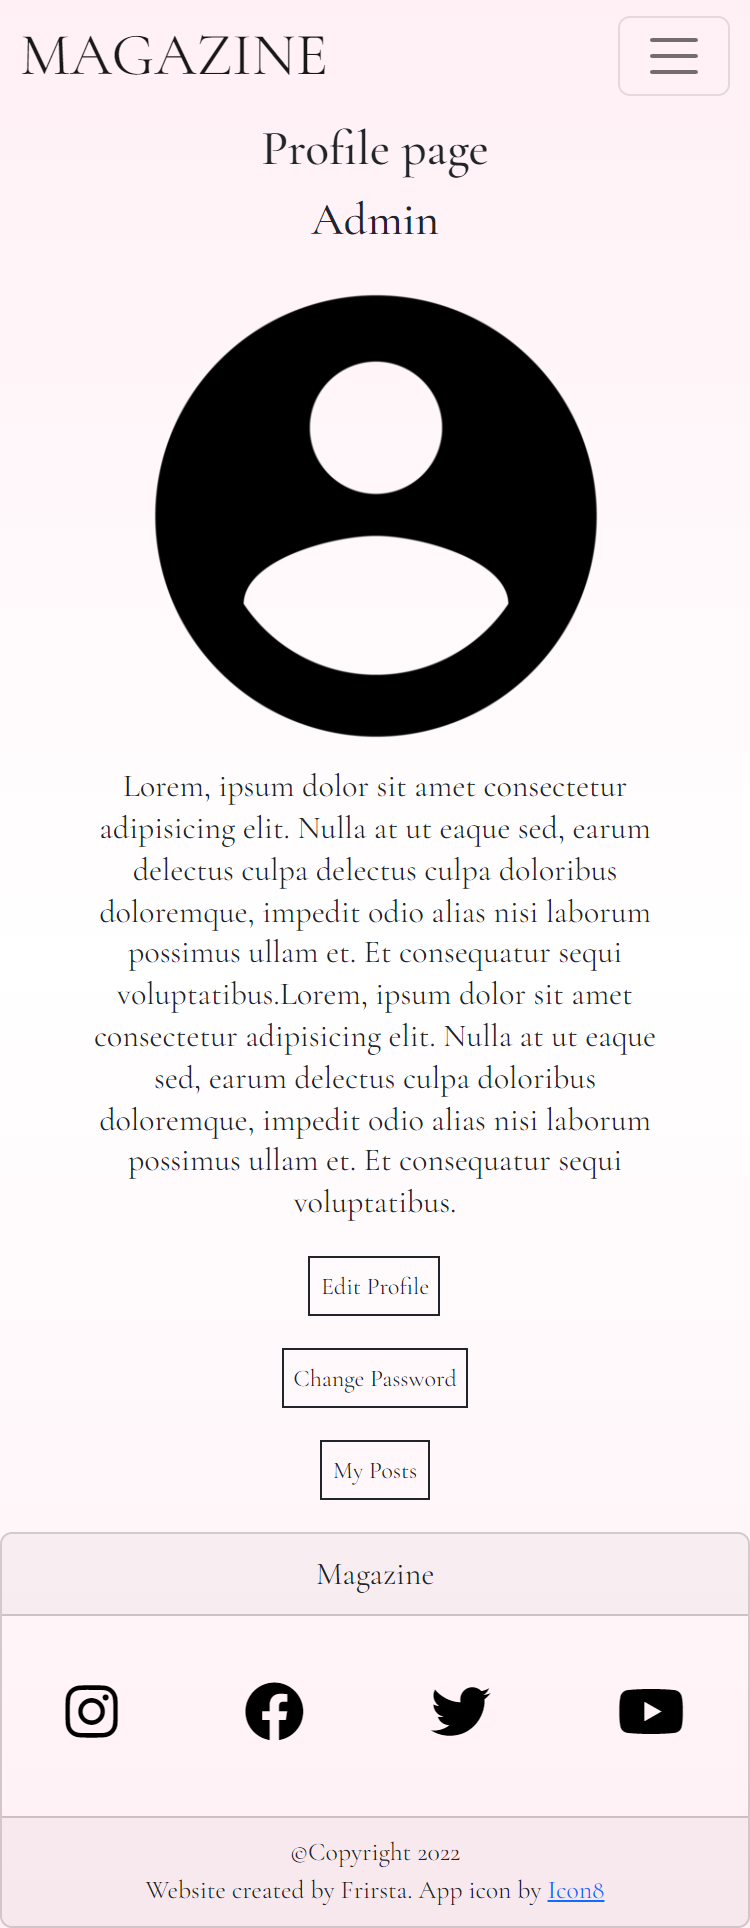 MAGAZINE
Profile page
Admin
Lorem, ipsum dolor sit amet consectetur
adipisicing elit. Nulla at ut eaque sed, earum
delectus culpa delectus culpa doloribus
doloremque, impedit odio alias nisi laborum
possimus ullam et. Et consequatur sequi
voluptatibus.Lorem, ipsum dolor sit amet
consectetur adipisicing elit. Nulla at ut eaque
sed, earum delectus culpa doloribus
doloremque, impedit odio alias nisi laborum
possimus ullam et. Et consequatur sequi
voluptatibus.
Edit Profile
Change Password
My Posts
Magazine
©Copyright 2022
Website created by Frirsta. App icon by Icon8